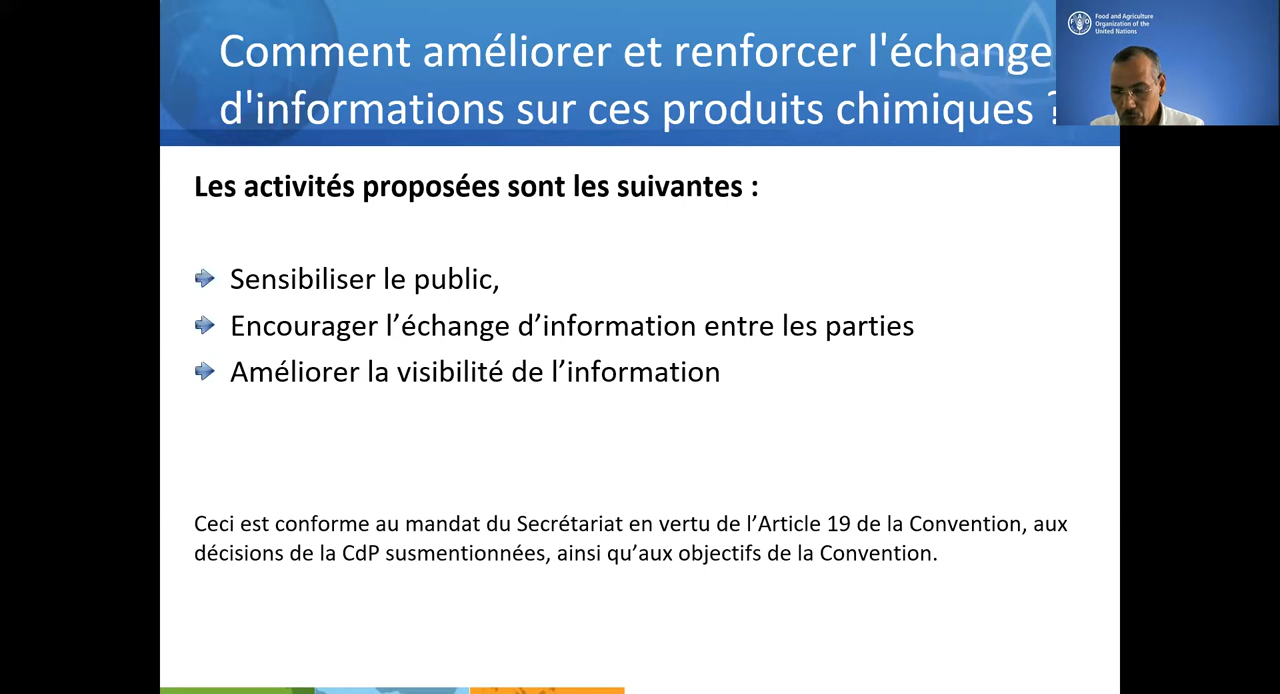 Comment améliorer et renforcer l'échange
d'informations sur ces produits chimiques ?
Food and Agriculture
Organization of the
United Nations
Les activités proposées sont les suivantes :
Sensibiliser le public,
Encourager l’échange d’information entre les parties
Améliorer la visibilité de l’information
Ceci est conforme au mandat du Secrétariat en vertu de l’Article 19 de la Convention, aux
décisions de la CdP susmentionnées, ainsi qu’aux objectifs de la Convention.